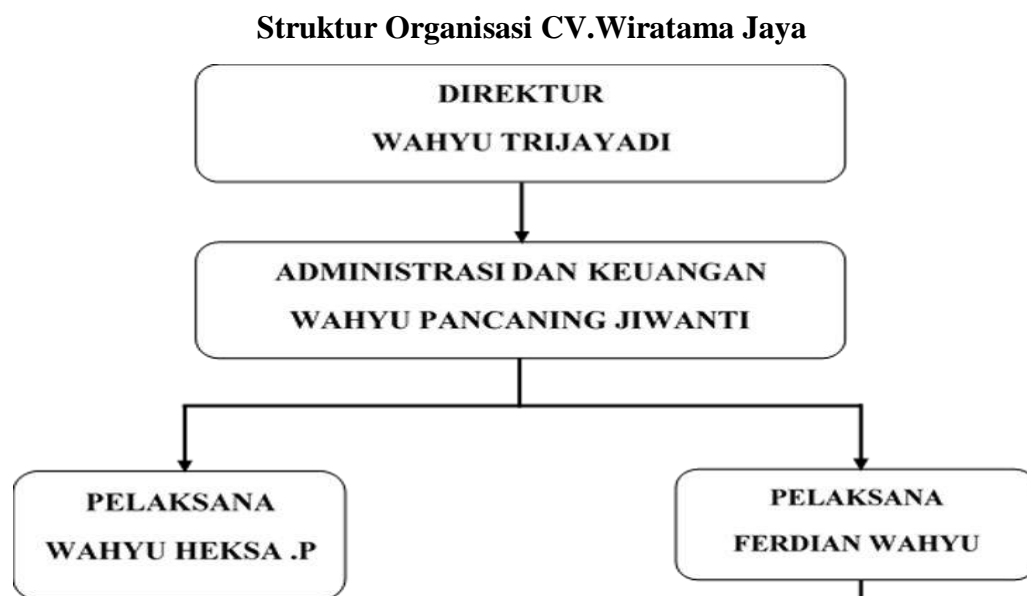 Struktur Organisasi CV.Wiratama Jaya
DIREKTUR
WAHYU TRIJAYADI
ADMINISTRASI DAN KEUANGAN
WAHYU PANCANING JIWANTI
PELAKSANA
WAHYU HEKSA .P
PELAKSANA
FERDIAN WAHYU